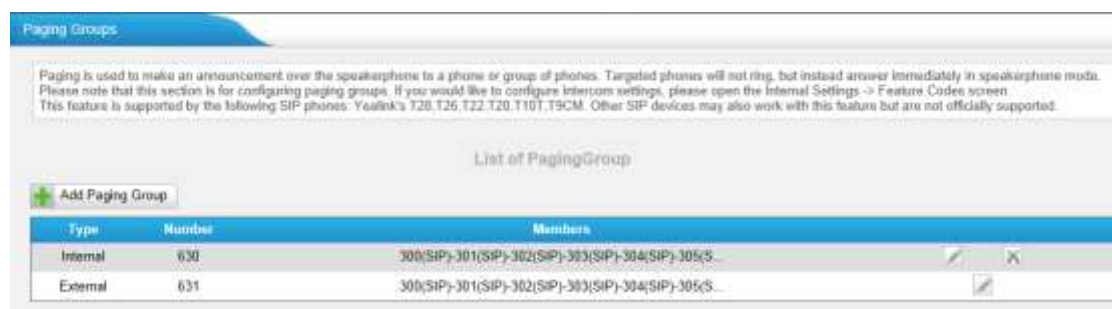 Paging Groups
Paging is used to make an announcement over the speakerphone to a phone or group of phones. Targeted phones will not ring, but instead answer immediately in speakerphone mode.
Please note that this section is for configuring paging groups. If you would like to configure Intercom settings, please open the Internal Settings -> Feature Codes screen.
This feature is supported by the following SIP phones: Yealink's T28,T26,T22,T20,T10T,T9CM. Other SIP devices may also work with this feature but are not officially supported.
List of PagingGroup
Add Paging Group
Type Number Members
Internal 630 300(SIP)-301(SIP)-302(SIP)-303(SIP)-304(SIP)-305(S...
External 631 300(SIP)-301(SIP)-302(SIP)-303(SIP)-304(SIP)-305(S...